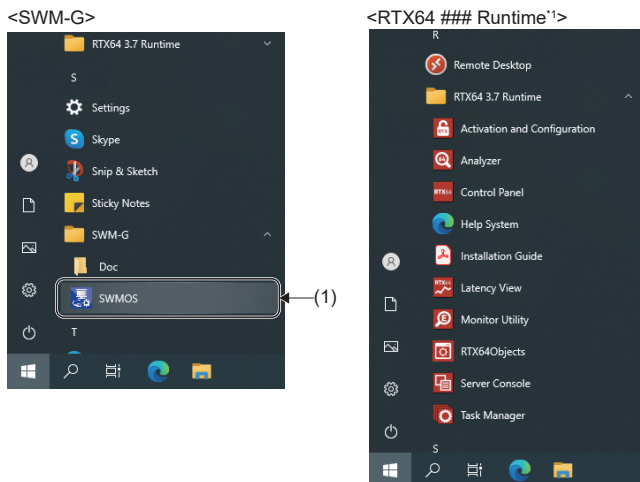 <SWM-G>
RTX64 3.7 Runtime
S
Settings
Skype
Snip & Sketch
Sticky Notes
SWM-G
Doc
SWMOS
(1)
T
<RTX64 ### Runtime*1>
R
Remote Desktop
RTX64 3.7 Runtime
Activation and Configuration
Analyzer
Control Panel
Help System
Installation Guide
Latency View
Monitor Utility
RTX64Objects
Server Console
Task Manager
S